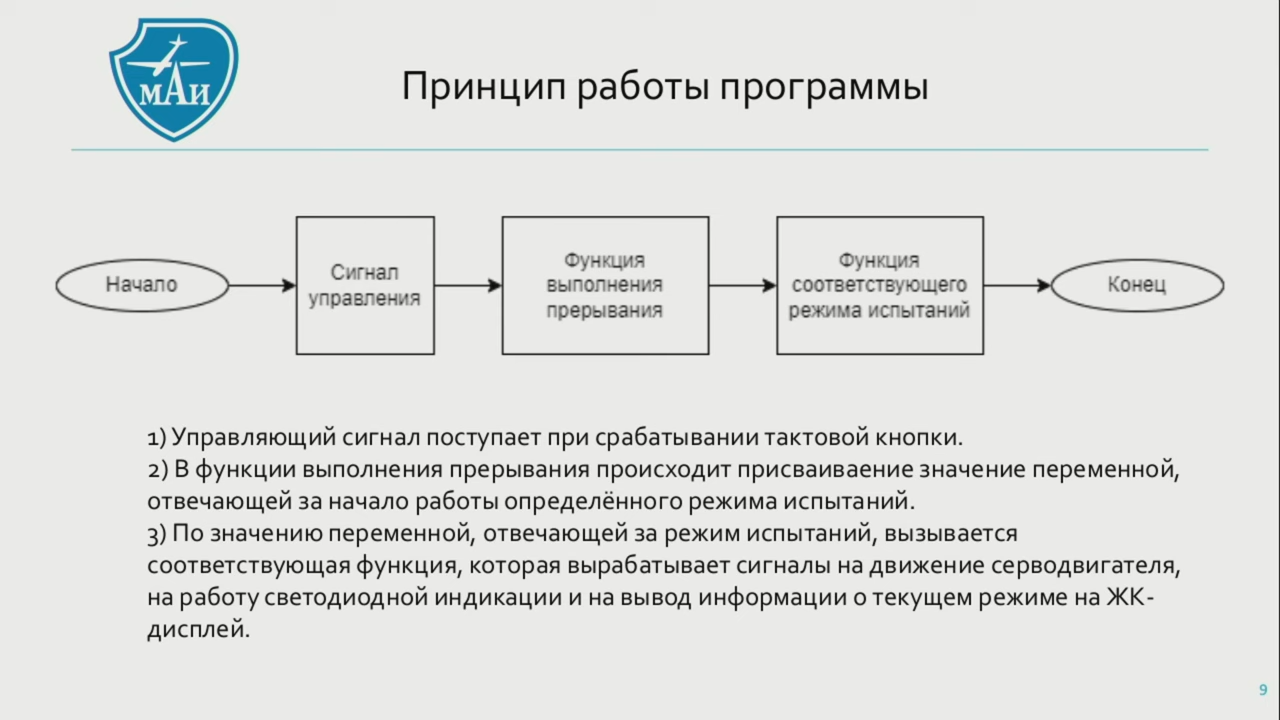 МАИ
Принцип работы программы
Начало
Сигнал
управления
Функция
выполнения
прерывания
Функция
соответствующего
режима испытаний
Конец
1) Управляющий сигнал поступает при срабатывании тактовой кнопки.
2) В функции выполнения прерывания происходит присваиваение значение переменной,
отвечающей за начало работы определённого режима испытаний.
3) По значению переменной, отвечающей за режим испытаний, вызывается
соответствующая функция, которая вырабатывает сигналы на движение серводвигателя,
на работу светодиодной индикации и на вывод информации о текущем режиме на ЖК-
дисплей.
9